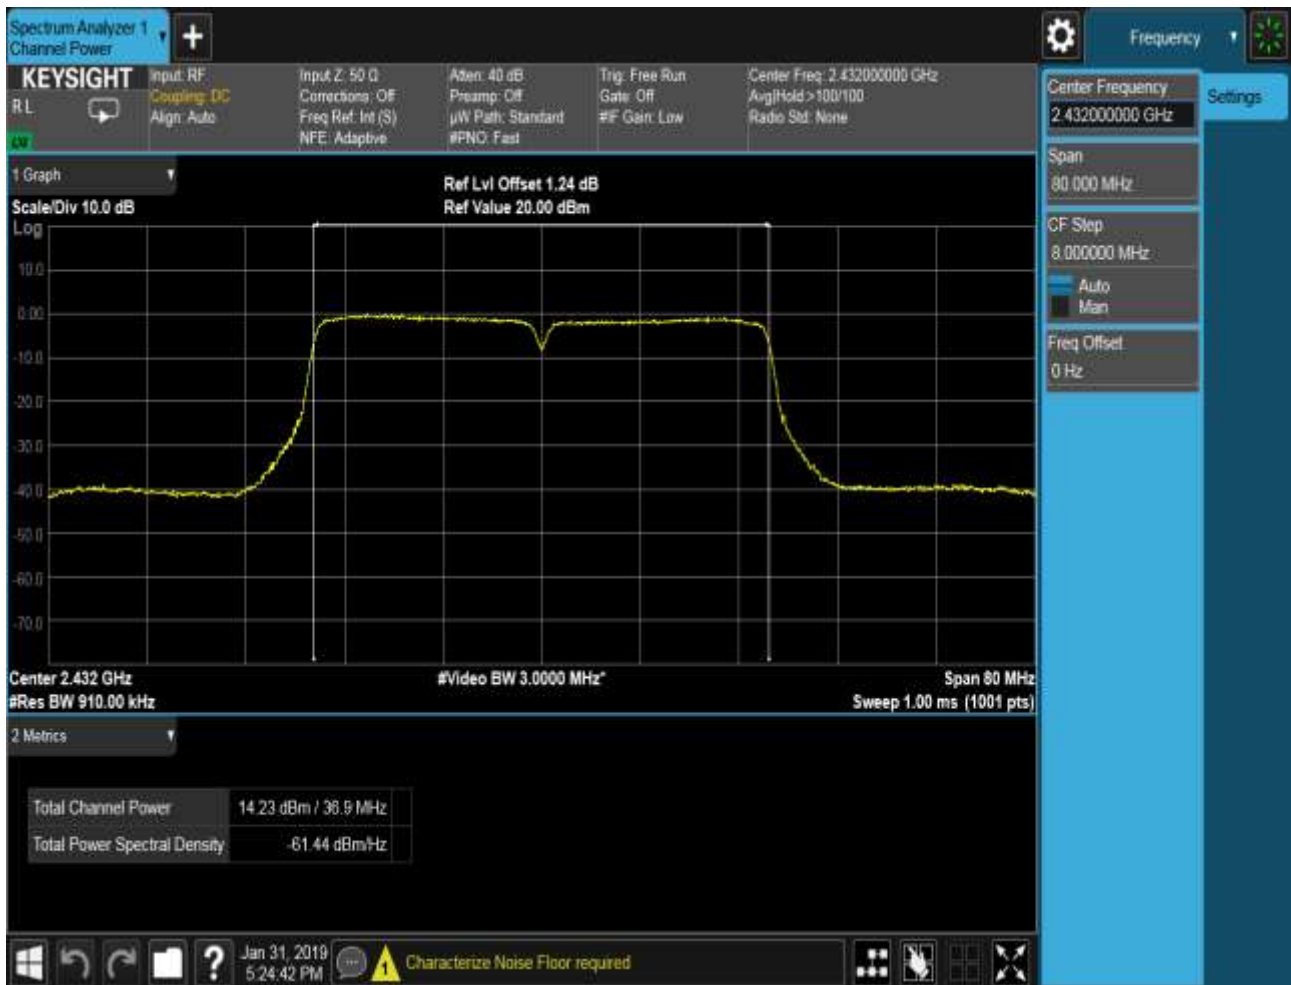 Spectrum Analyzer 1
Channel Power
Frequency
KEYSIGHT
R L
Input: RF
Coupling: DC
Align: Auto
Input Z: 50 Ω
Corrections: Off
Freq Ref: Int (S)
NFE: Adaptive
Atten: 40 dB
Preamp: Off
µW Path: Standard
#PNO: Fast
Trig: Free Run
Gate: Off
#IF Gain: Low
Center Freq: 2.432000000 GHz
Avg|Hold >100/100
Radio Std: None
Center Frequency
2.432000000 GHz
Settings
Span
80.000 MHz
CF Step
8.000000 MHz
Auto
Man
Freq Offset
0 Hz
1 Graph
Scale/Div 10.0 dB
Ref Lvl Offset 1.24 dB
Ref Value 20.00 dBm
Log
10.0
0.00
-10.0
-20.0
-30.0
-40.0
-50.0
-60.0
-70.0
Center 2.432 GHz
#Video BW 3.0000 MHz*
Span 80 MHz
#Res BW 910.00 kHz
Sweep 1.00 ms (1001 pts)
2 Metrics
Total Channel Power 14.23 dBm / 36.9 MHz
Total Power Spectral Density -61.44 dBm/Hz
Jan 31, 2019
5:24:42 PM
1
Characterize Noise Floor required